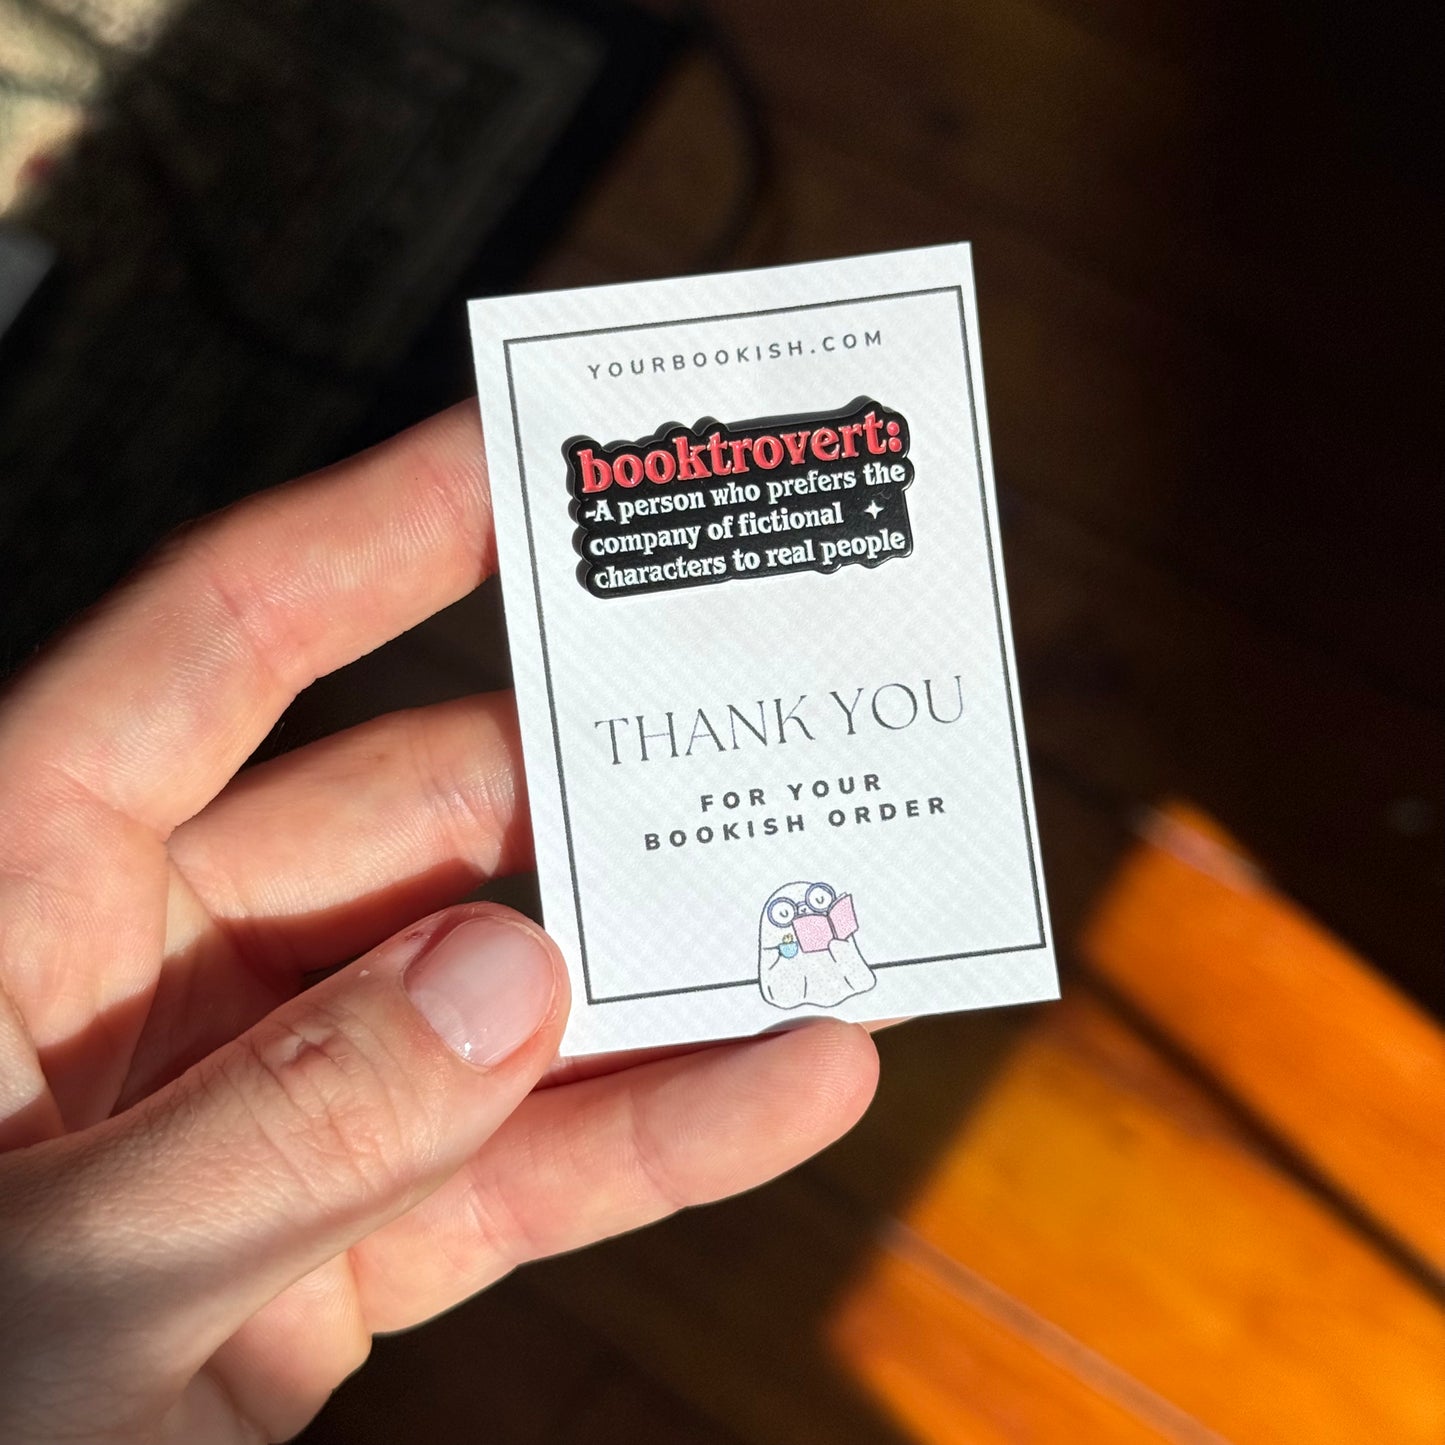 YOURBOOKISH.COM
booktrovert:
-A person who prefers the
company of fictional
characters to real people
THANK YOU
FOR YOUR
BOOKISH ORDER